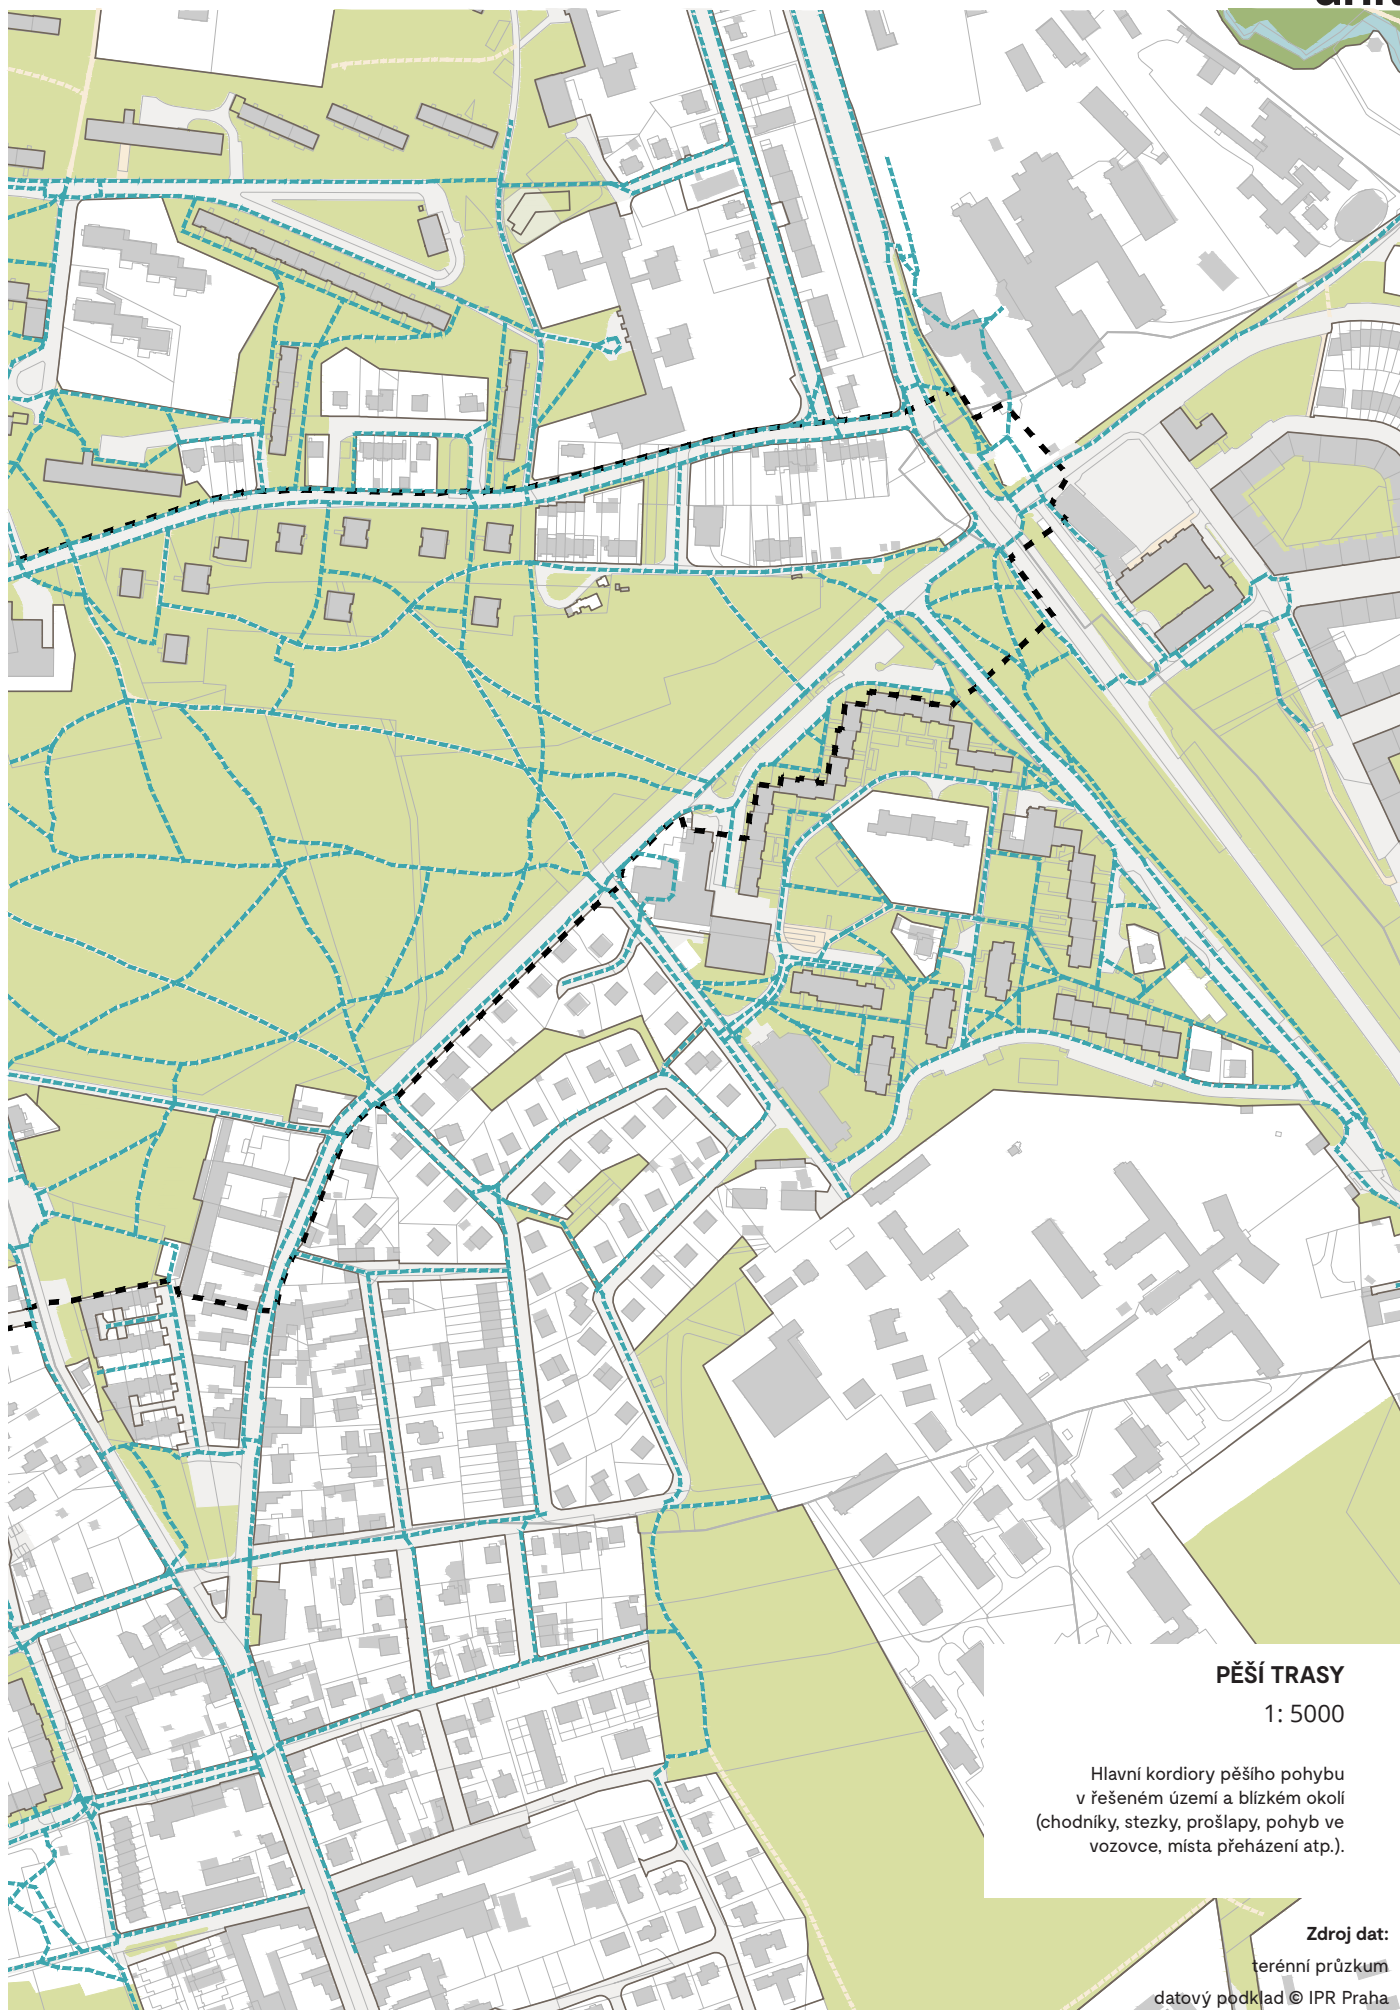 PĚŠÍ TRASY
1: 5000
Hlavní kordiory pěšího pohybu
v řešeném území a blízkém okolí
(chodníky, stezky, prošlapy, pohyb ve
vozovce, místa přeházení atp.).
Zdroj dat:
terénní průzkum
datový podklad © IPR Praha